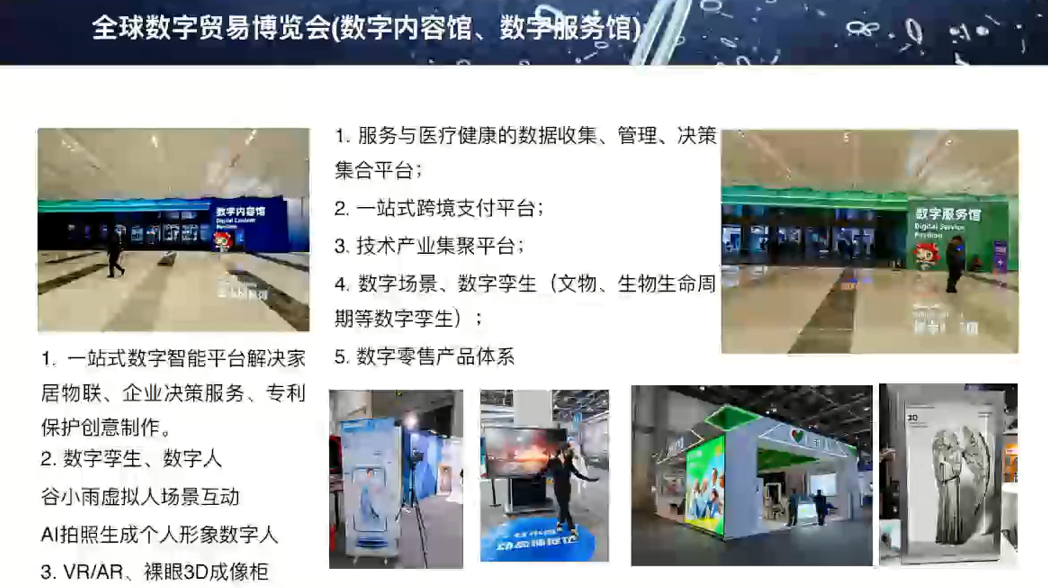 全球数字贸易博览会(数字内容馆、数字服务馆)
数字内容馆
Digital Content
Pavilion
1. 一站式数字智能平台解决家
居物联、企业决策服务、专利
保护创意制作。
2. 数字孪生、数字人
谷小雨虚拟人场景互动
AI拍照生成个人形象数字人
3. VR/AR、裸眼3D成像柜
1. 服务与医疗健康的数据收集、管理、决策
集合平台；
2. 一站式跨境支付平台；
3. 技术产业集聚平台；
4. 数字场景、数字孪生（文物、生物生命周
期等数字孪生）；
5. 数字零售产品体系
数字服务馆
Digital Service
Pavilion
3D